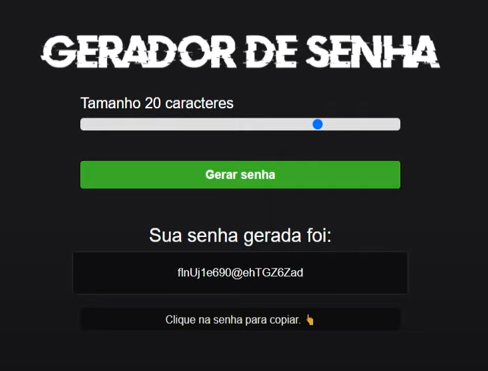 GERADOR DE SENHA
Tamanho 20 caracteres
Gerar senha
Sua senha gerada foi:
flnUj1e690@ehTGZ6Zad
Clique na senha para copiar. 👆